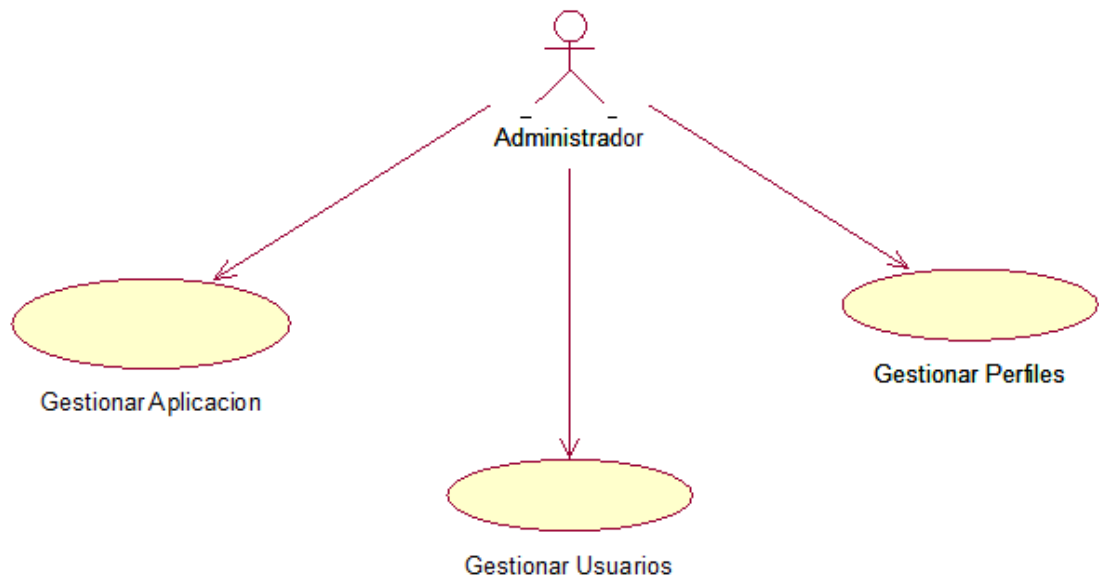 Administrador
Gestionar Aplicacion
Gestionar Perfiles
Gestionar Usuarios